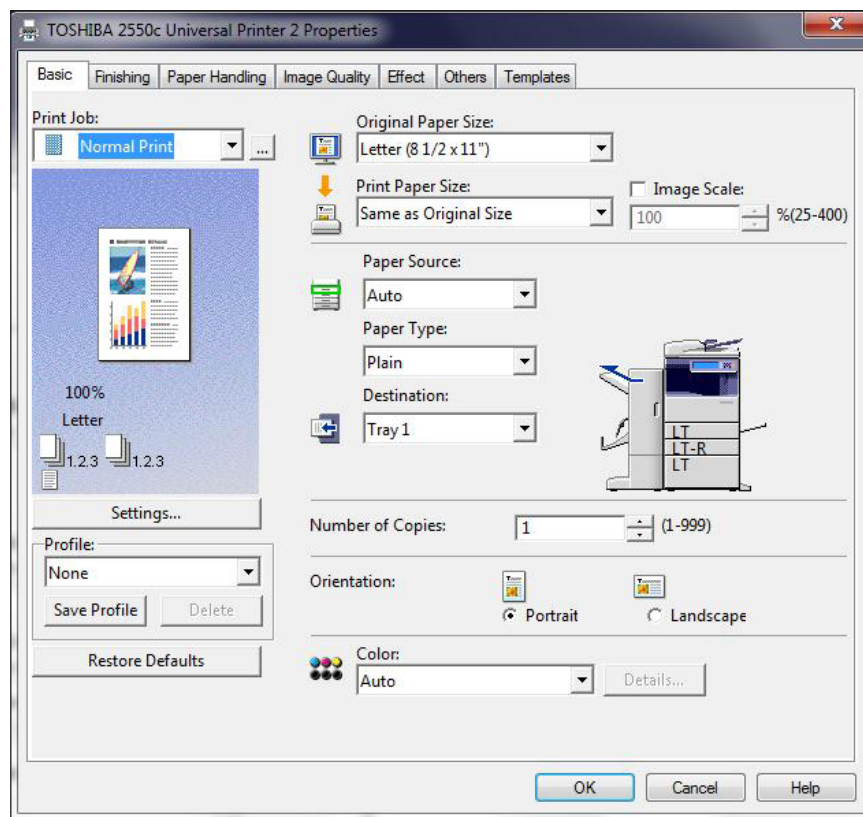 TOSHIBA 2550c Universal Printer 2 Properties
Basic Finishing Paper Handling Image Quality Effect Others Templates
Print Job:
Normal Print
...
100%
Letter
1.2.3 1.2.3
Settings...
Profile:
None
Save Profile Delete
Restore Defaults
Original Paper Size:
Letter (8 1/2 x 11")
Print Paper Size:
Same as Original Size
Image Scale:
100 %(25-400)
Paper Source:
Auto
Paper Type:
Plain
Destination:
Tray 1
LT
LT-R
LT
Number of Copies: 1 (1-999)
Orientation:
Portrait Landscape
Color:
Auto Details...
OK Cancel Help